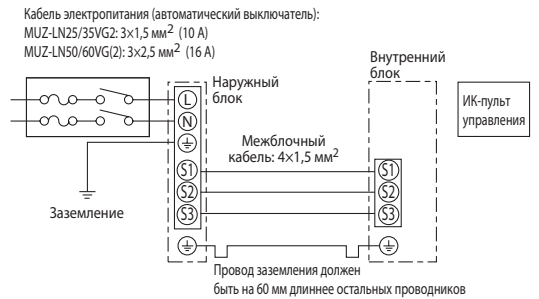 Кабель электропитания (автоматический выключатель):
MUZ-LN25/35VG2: 3×1,5 мм² (10 А)
MUZ-LN50/60VG(2): 3×2,5 мм² (16 А)
Наружный
блок
Внутренний
блок
ИК-пульт
управления
L
N
Межблочный
кабель: 4×1,5 мм²
S1
S2
S3
S1
S2
S3
Заземление
Провод заземления должен
быть на 60 мм длиннее остальных проводников